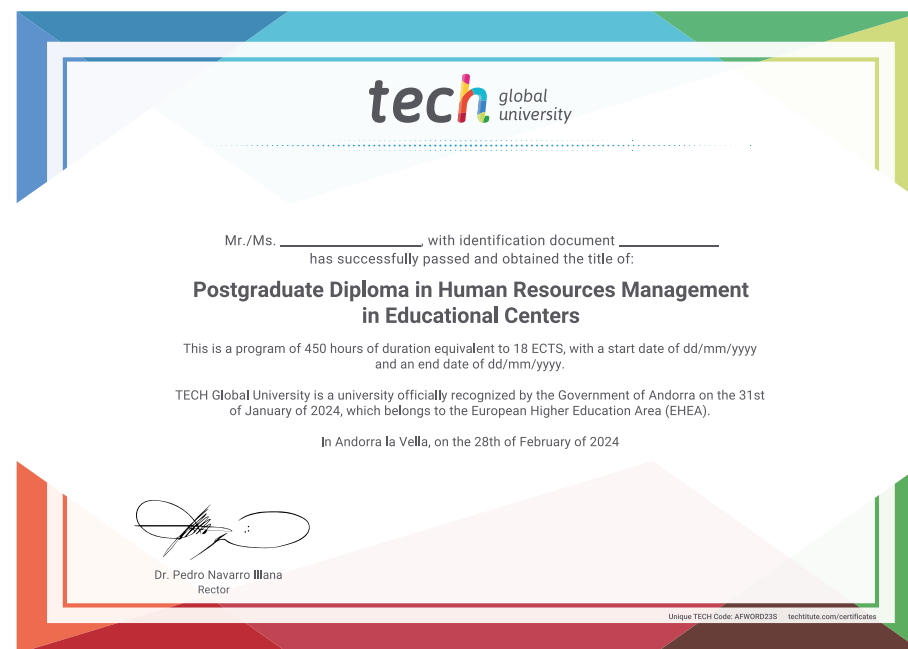 tech global university
Mr./Ms. ____________, with identification document ____________
has successfully passed and obtained the title of:
Postgraduate Diploma in Human Resources Management
in Educational Centers
This is a program of 450 hours of duration equivalent to 18 ECTS, with a start date of dd/mm/yyyy
and an end date of dd/mm/yyyy.
TECH Global University is a university officially recognized by the Government of Andorra on the 31st
of January of 2024, which belongs to the European Higher Education Area (EHEA).
In Andorra la Vella, on the 28th of February of 2024
Dr. Pedro Navarro Illana
Rector
Unique TECH Code: AFWORD23S techtitute.com/certificates